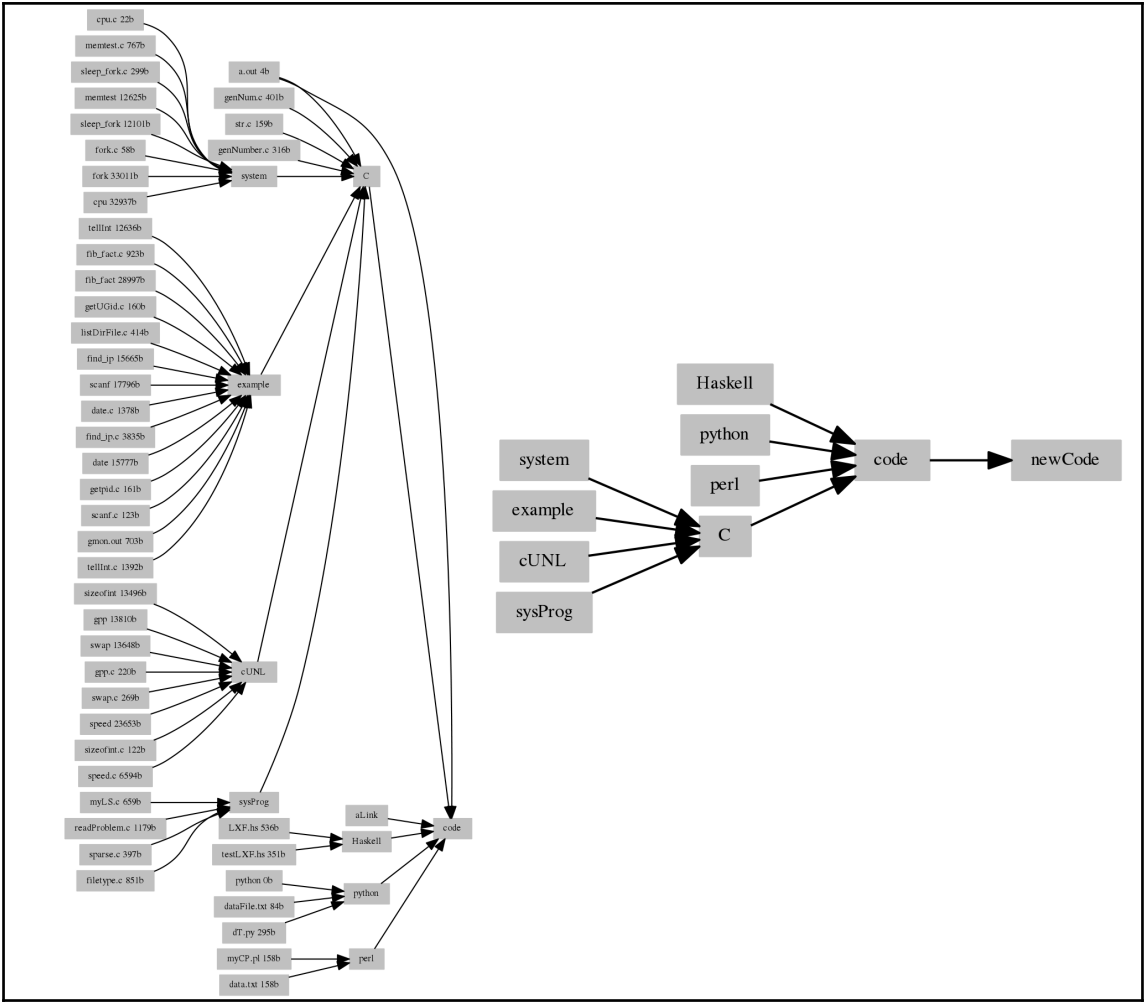 cpu.c 22b
memtest.c 767b
sleep_fork.c 299b
memtest 12625b
sleep_fork 12101b
fork.c 58b
fork 33011b
cpu 32937b
tellInt 12636b
fib_fact.c 923b
fib_fact 28997b
getUGid.c 160b
listDirFile.c 414b
find_ip 15665b
scanf 17796b
date.c 1378b
find_ip.c 3835b
date 15777b
getpid.c 161b
scanf.c 123b
gmon.out 703b
tellInt.c 1392b
sizeofint 13496b
gpp 13810b
swap 13648b
gpp.c 220b
swap.c 269b
speed 23653b
sizeofint.c 122b
speed.c 6594b
myLS.c 659b
readProblem.c 1179b
sparse.c 397b
filetype.c 851b
a.out 4b
genNum.c 401b
str.c 159b
genNumber.c 316b
system
example
cUNL
sysProg
LXF.hs 536b
testLXF.hs 351b
python 0b
dataFile.txt 84b
dT.py 295b
myCP.pl 158b
data.txt 158b
C
aLink
Haskell
python
perl
code
system
example
cUNL
sysProg
Haskell
python
perl
C
code
newCode